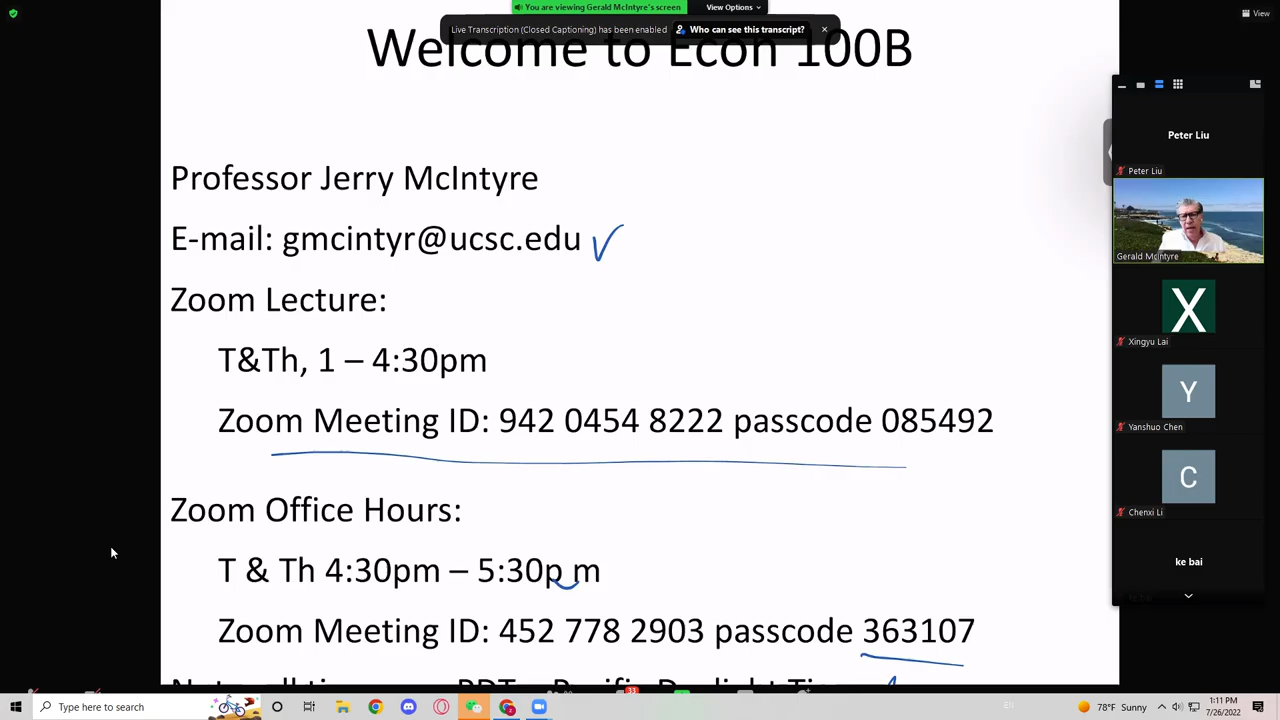 You are viewing Gerald McIntyre's screen
View Options
View
Live Transcription (Closed Captioning) has been enabled
Who can see this transcript?
Welcome to Econ 100B
Professor Jerry McIntyre
E-mail: gmcintyr@ucsc.edu
Zoom Lecture:
T&Th, 1 – 4:30pm
Zoom Meeting ID: 942 0454 8222 passcode 085492
Zoom Office Hours:
T & Th 4:30pm – 5:30p m
Zoom Meeting ID: 452 778 2903 passcode 363107
Peter Liu
Peter Liu
Gerald McIntyre
X
Xingyu Lai
Y
Yanshuo Chen
C
Chenxi Li
ke bai
33
Type here to search
78°F Sunny
1:11 PM
7/26/2022